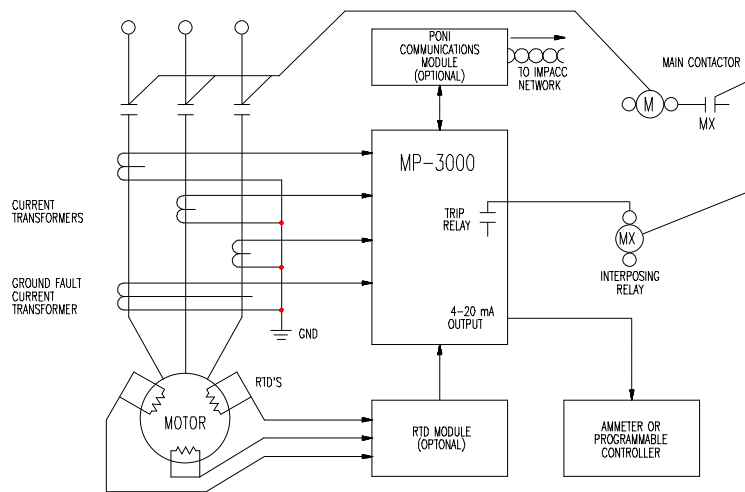 PONI
COMMUNICATIONS
MODULE
(OPTIONAL)
TO IMPACC
NETWORK
MAIN CONTACTOR
M
MX
MP-3000
CURRENT
TRANSFORMERS
TRIP
RELAY
MX
INTERPOSING
RELAY
GROUND FAULT
CURRENT
TRANSFORMER
GND
4-20 mA
OUTPUT
RTD'S
MOTOR
RTD MODULE
(OPTIONAL)
AMMETER OR
PROGRAMMABLE
CONTROLLER